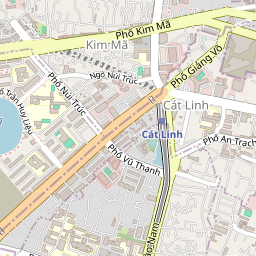 Phố Kim Mã
Kim Mã
Phố Giảng Võ
Ngõ Núi Trúc
Cát Linh
Trần Huy Liệu
Phố Núi Trúc
Cát Linh
Phố An Trạch
Phố Vũ Thạnh